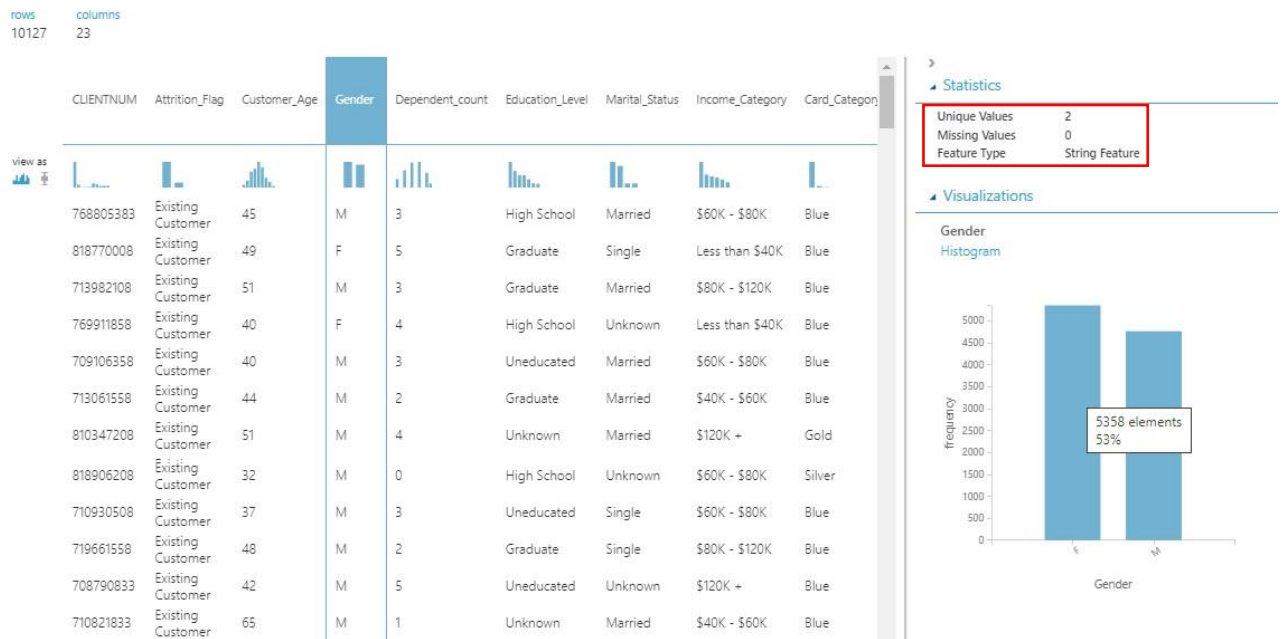 rows columns
10127 23
CLIENTNUM Attrition_Flag Customer_Age Gender Dependent_count Education_Level Marital_Status Income_Category Card_Category
view as
768805383 Existing Customer 45 M 3 High School Married $60K - $80K Blue
818770008 Existing Customer 49 F 5 Graduate Single Less than $40K Blue
713982108 Existing Customer 51 M 3 Graduate Married $80K - $120K Blue
769911858 Existing Customer 40 F 4 High School Unknown Less than $40K Blue
709106358 Existing Customer 40 M 3 Uneducated Married $60K - $80K Blue
713061558 Existing Customer 44 M 2 Graduate Married $40K - $60K Blue
810347208 Existing Customer 51 M 4 Unknown Married $120K + Gold
818906208 Existing Customer 32 M 0 High School Unknown $60K - $80K Silver
710930508 Existing Customer 37 M 3 Uneducated Single $60K - $80K Blue
719661558 Existing Customer 48 M 2 Graduate Single $80K - $120K Blue
708790833 Existing Customer 42 M 5 Uneducated Unknown $120K + Blue
710821833 Existing Customer 65 M 1 Unknown Married $40K - $60K Blue
Statistics
Unique Values 2
Missing Values 0
Feature Type String Feature
Visualizations
Gender
Histogram
5000
4500
4000
3500
3000
2500
2000
1500
1000
500
0
frequency
5358 elements
53%
F M
Gender